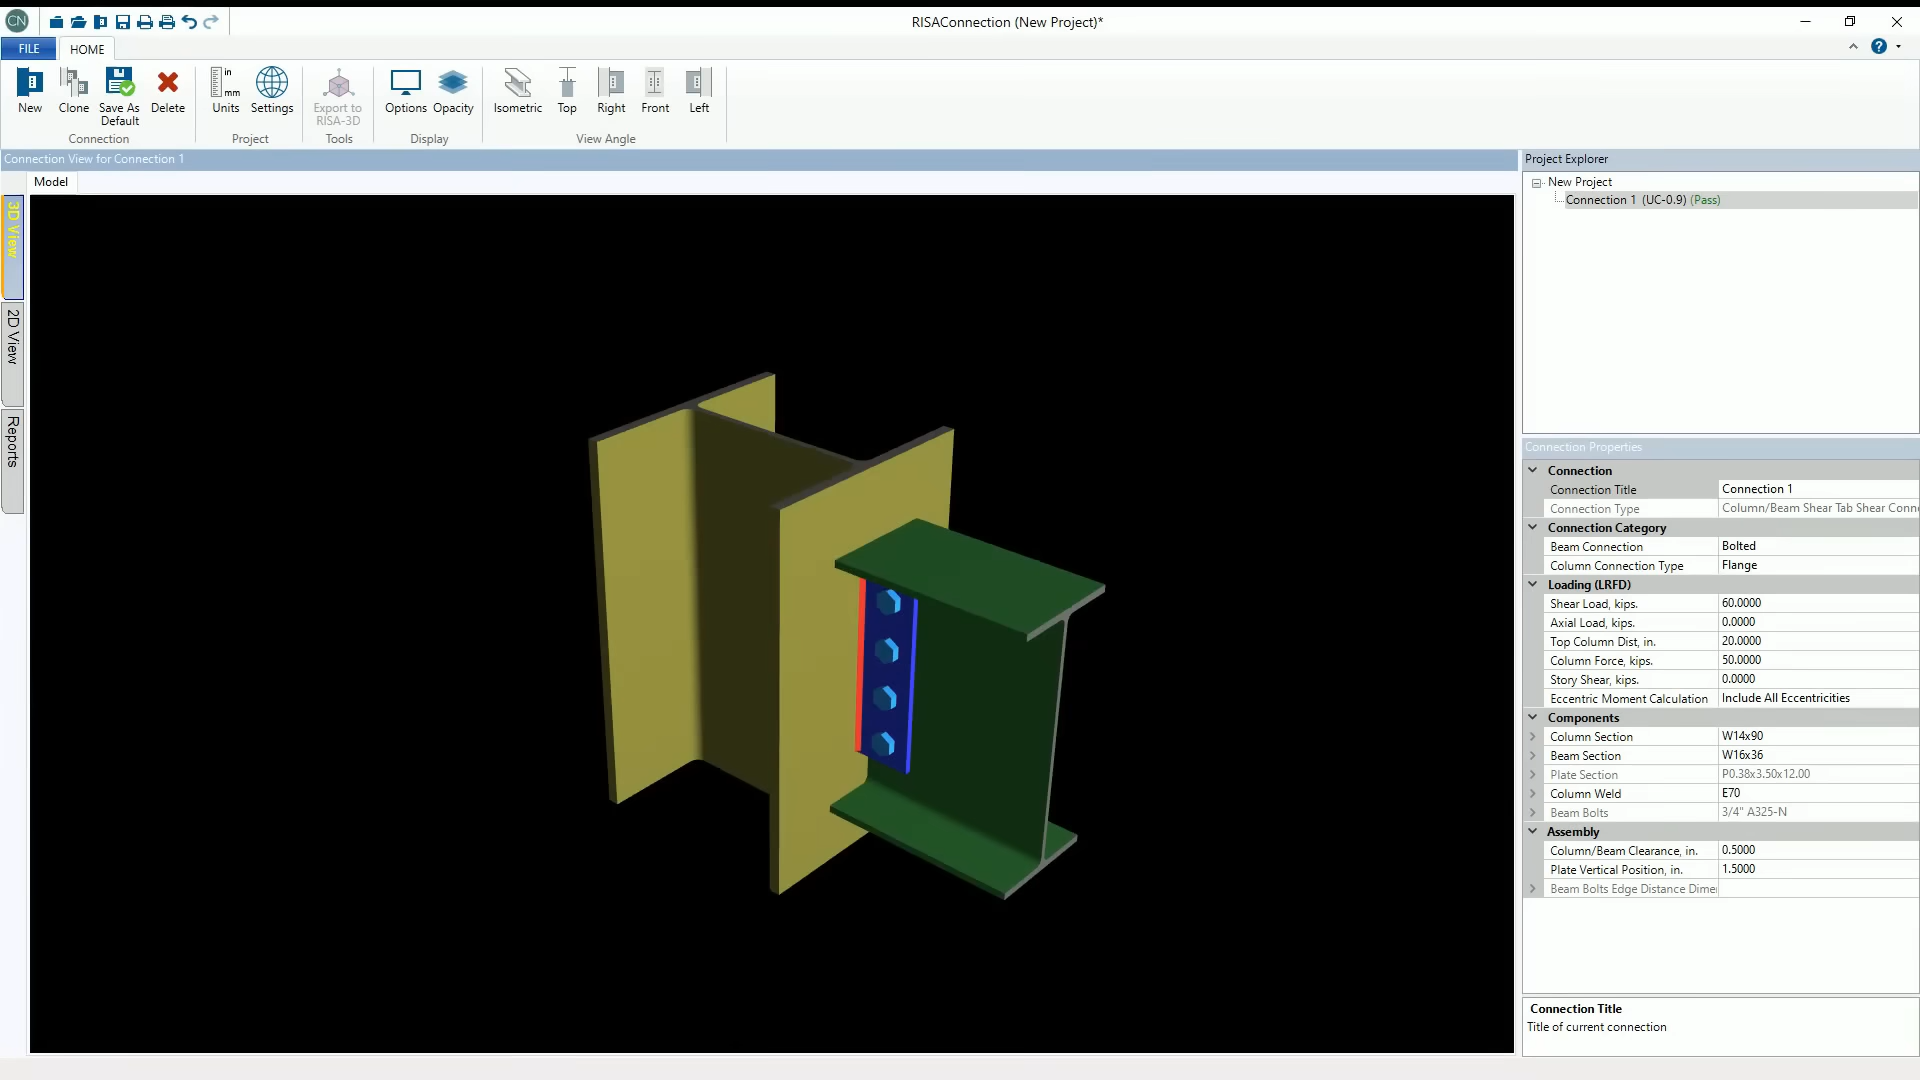 CN
RISAConnection (New Project)*
FILE
HOME
?
New
Clone
Save As
Default
Delete
in
mm
Units
Settings
Export to
RISA-3D
Options
Opacity
Isometric
Top
Right
Front
Left
Connection
Project
Tools
Display
View Angle
Connection View for Connection 1
Model
3D View
2D View
Reports
Project Explorer
New Project
Connection 1 (UC-0.9) (Pass)
Connection Properties
Connection
Connection Title Connection 1
Connection Type Column/Beam Shear Tab Shear Conn
Connection Category
Beam Connection Bolted
Column Connection Type Flange
Loading (LRFD)
Shear Load, kips. 60.0000
Axial Load, kips. 0.0000
Top Column Dist, in. 20.0000
Column Force, kips. 50.0000
Story Shear, kips. 0.0000
Eccentric Moment Calculation Include All Eccentricities
Components
Column Section W14x90
Beam Section W16x36
Plate Section P0.38x3.50x12.00
Column Weld E70
Beam Bolts 3/4" A325-N
Assembly
Column/Beam Clearance, in. 0.5000
Plate Vertical Position, in. 1.5000
Beam Bolts Edge Distance Dime
Connection Title
Title of current connection